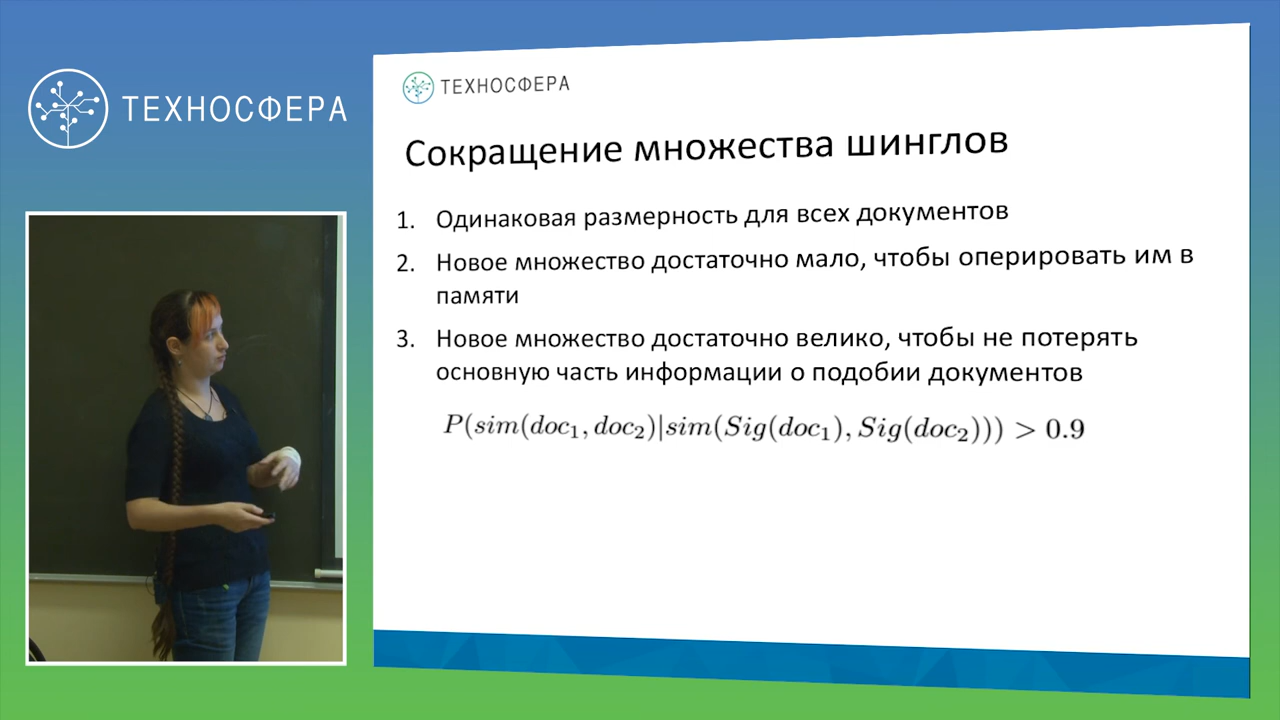 ТЕХНОСФЕРА
ТЕХНОСФЕРА
Сокращение множества шинглов
1. Одинаковая размерность для всех документов
2. Новое множество достаточно мало, чтобы оперировать им в
памяти
3. Новое множество достаточно велико, чтобы не потерять
основную часть информации о подобии документов
P(sim(doc₁, doc₂)|sim(Sig(doc₁), Sig(doc₂))) > 0.9